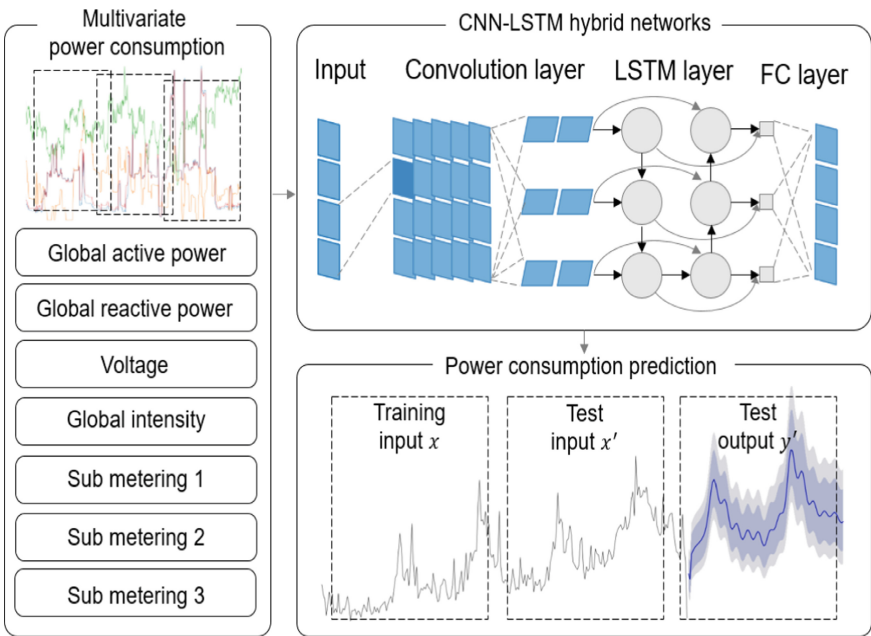 Multivariate
power consumption
Global active power
Global reactive power
Voltage
Global intensity
Sub metering 1
Sub metering 2
Sub metering 3
CNN-LSTM hybrid networks
Input
Convolution layer
LSTM layer
FC layer
Power consumption prediction
Training
input x
Test
input x'
Test
output y'